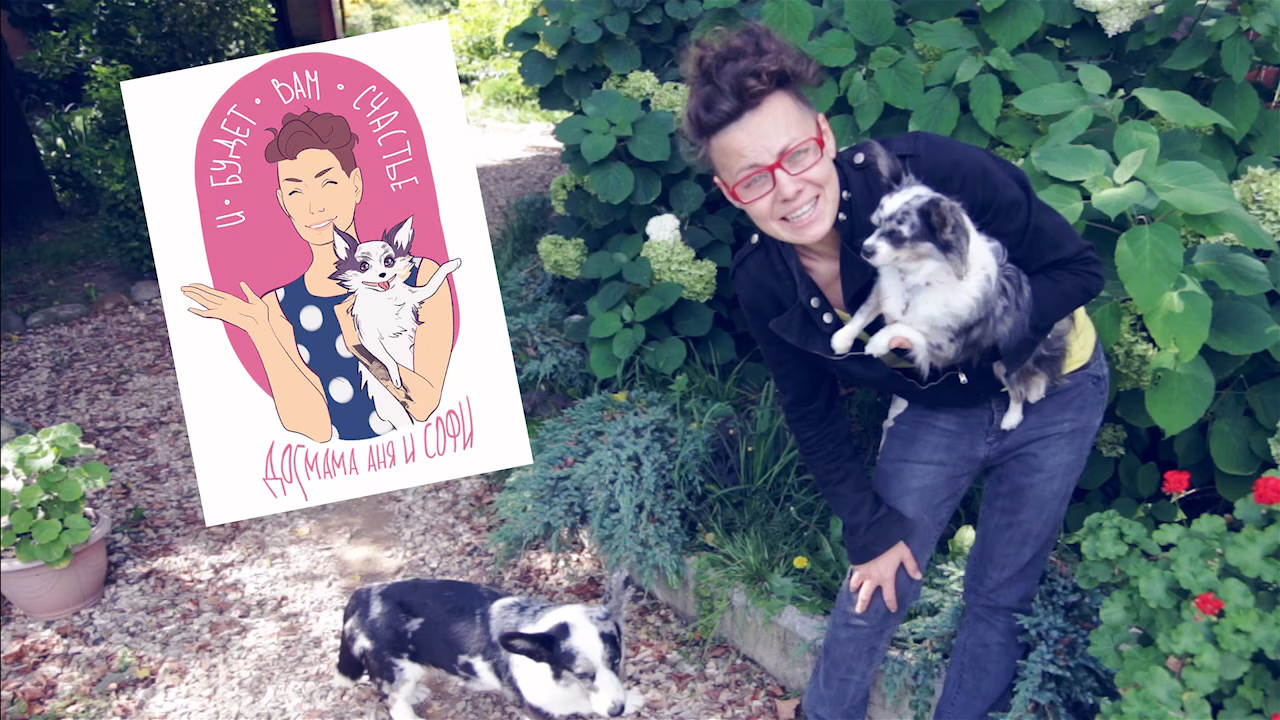 И · БУДЕТ · ВАМ · СЧАСТЬЕ
ДОГМАМА АНЯ И СОФИ